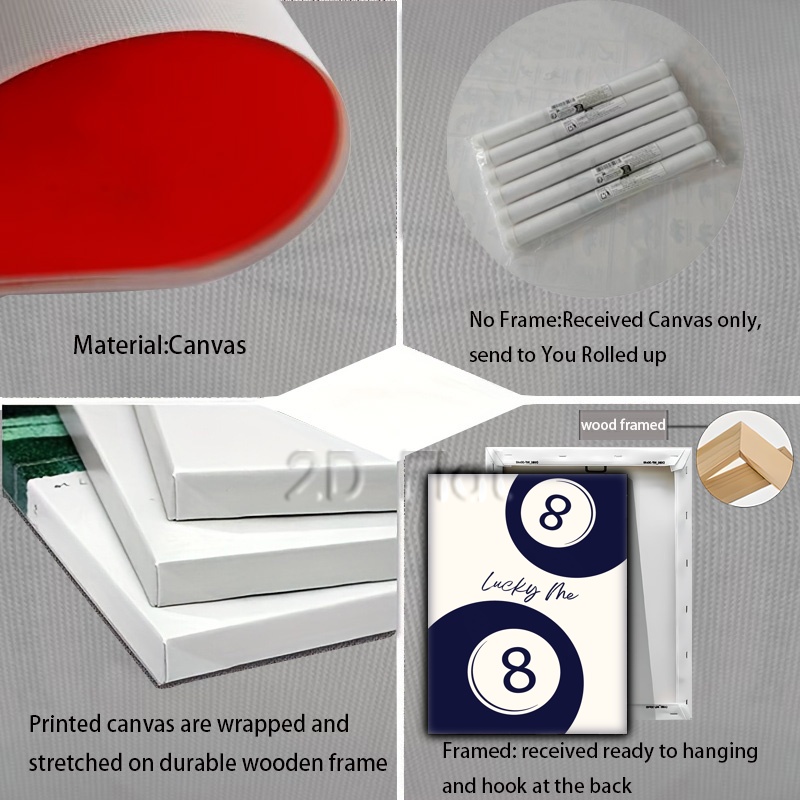 Material:Canvas
No Frame:Received Canvas only,
send to You Rolled up
wood framed
2D Flat
8
Lucky Me
8
Printed canvas are wrapped and
stretched on durable wooden frame
Framed: received ready to hanging
and hook at the back